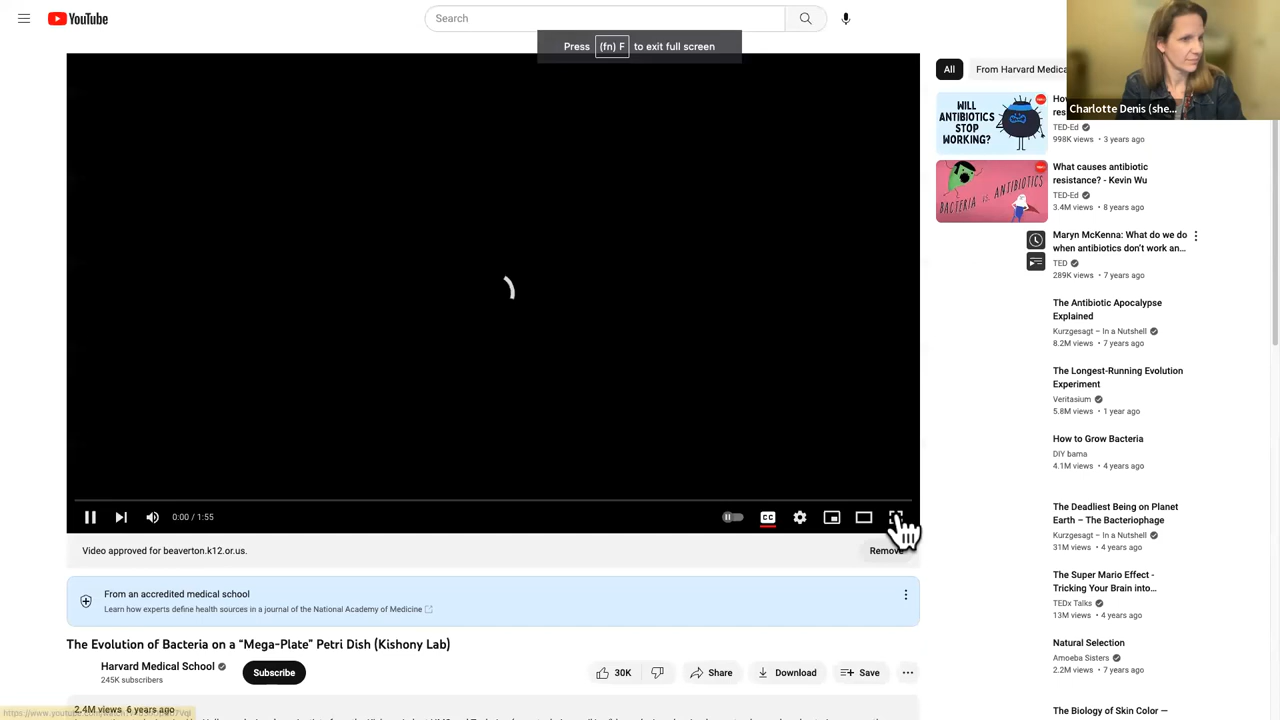 YouTube
Search
Press (fn) F to exit full screen
All
From Harvard Medica
Charlotte Denis (she...
WILL
ANTIBIOTICS
STOP
WORKING?
TED-Ed
998K views • 3 years ago
BACTERIA vs. ANTIBIOTICS
What causes antibiotic
resistance? - Kevin Wu
TED-Ed
3.4M views • 8 years ago
Maryn McKenna: What do we do
when antibiotics don't work an...
TED
289K views • 7 years ago
The Antibiotic Apocalypse
Explained
Kurzgesagt – In a Nutshell
8.2M views • 7 years ago
The Longest-Running Evolution
Experiment
Veritasium
5.8M views • 1 year ago
How to Grow Bacteria
DIY bama
4.1M views • 4 years ago
The Deadliest Being on Planet
Earth – The Bacteriophage
Kurzgesagt – In a Nutshell
31M views • 4 years ago
The Super Mario Effect -
Tricking Your Brain into...
TEDx Talks
13M views • 6 years ago
Natural Selection
Amoeba Sisters
2.2M views • 7 years ago
The Biology of Skin Color —
0:00 / 1:55
CC
Video approved for beaverton.k12.or.us.
Remove
From an accredited medical school
Learn how experts define health sources in a journal of the National Academy of Medicine
The Evolution of Bacteria on a “Mega-Plate” Petri Dish (Kishony Lab)
Harvard Medical School
245K subscribers
Subscribe
30K
Share
Download
Save
2.4M views 6 years ago